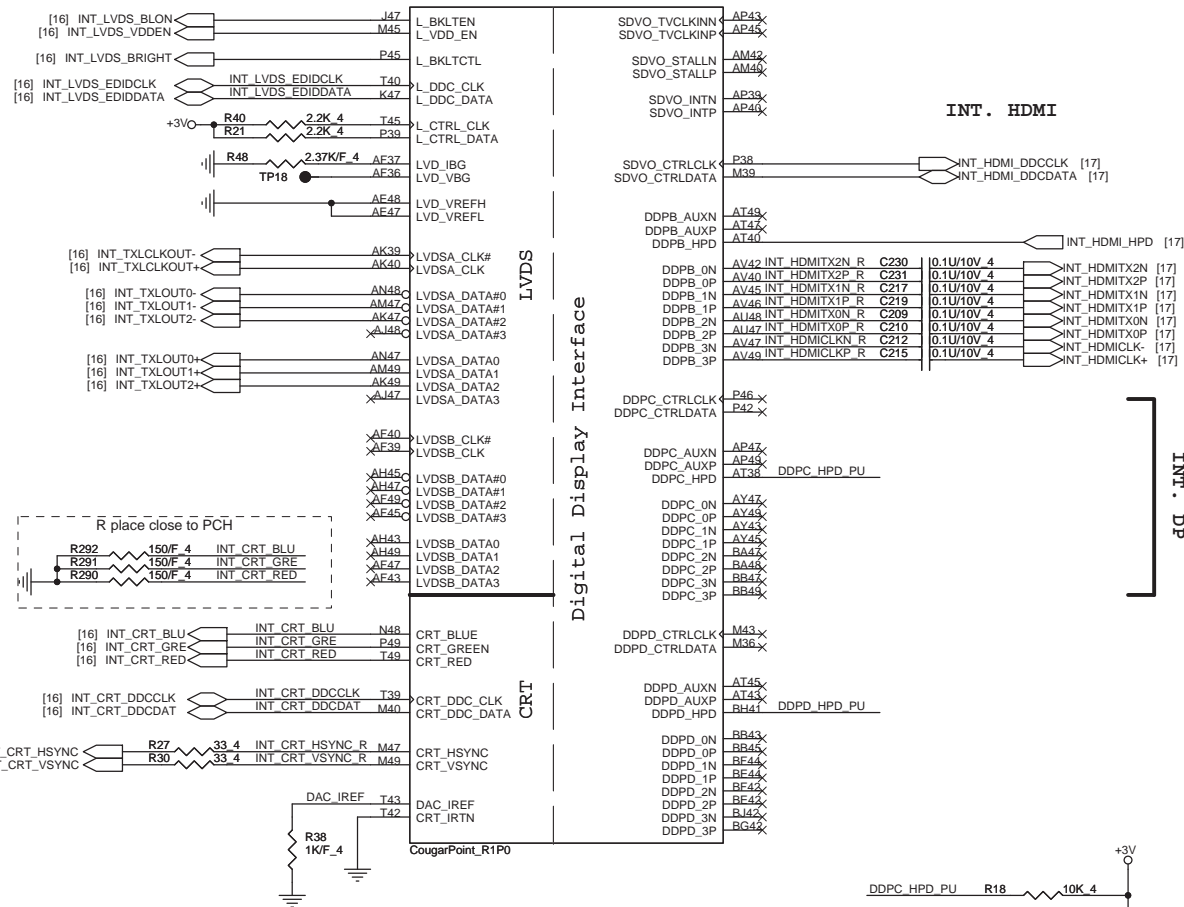 [16] INT_LVDS_BLON J47 L_BKLTEN
[16] INT_LVDS_VDDEN M45 L_VDD_EN
[16] INT_LVDS_BRIGHT P45 L_BKLTCTL
[16] INT_LVDS_EDIDCLK INT_LVDS_EDIDCLK T40 L_DDC_CLK
[16] INT_LVDS_EDIDDATA INT_LVDS_EDIDDATA K47 L_DDC_DATA
+3V R40 2.2K_4 T45 L_CTRL_CLK
R21 2.2K_4 P39 L_CTRL_DATA
R48 2.37K/F_4 AF37 LVD_IBG
TP18 AF36 LVD_VBG
AE48 LVD_VREFH
AE47 LVD_VREFL
[16] INT_TXLCLKOUT- AK39 LVDSA_CLK#
[16] INT_TXLCLKOUT+ AK40 LVDSA_CLK
[16] INT_TXLOUT0- AN48 LVDSA_DATA#0
[16] INT_TXLOUT1- AM47 LVDSA_DATA#1
[16] INT_TXLOUT2- AK47 LVDSA_DATA#2
AJ48 LVDSA_DATA#3
[16] INT_TXLOUT0+ AN47 LVDSA_DATA0
[16] INT_TXLOUT1+ AM49 LVDSA_DATA1
[16] INT_TXLOUT2+ AK49 LVDSA_DATA2
AJ47 LVDSA_DATA3
AF40 LVDSB_CLK#
AF39 LVDSB_CLK
AH45 LVDSB_DATA#0
AH47 LVDSB_DATA#1
AF49 LVDSB_DATA#2
AF45 LVDSB_DATA#3
AH43 LVDSB_DATA0
AH49 LVDSB_DATA1
AF47 LVDSB_DATA2
AF43 LVDSB_DATA3
R place close to PCH
R292 150/F_4 INT_CRT_BLU
R291 150/F_4 INT_CRT_GRE
R290 150/F_4 INT_CRT_RED
[16] INT_CRT_BLU INT_CRT_BLU N48 CRT_BLUE
[16] INT_CRT_GRE INT_CRT_GRE P49 CRT_GREEN
[16] INT_CRT_RED INT_CRT_RED T49 CRT_RED
[16] INT_CRT_DDCCLK INT_CRT_DDCCLK T39 CRT_DDC_CLK
[16] INT_CRT_DDCDAT INT_CRT_DDCDAT M40 CRT_DDC_DATA
_CRT_HSYNC R27 33_4 INT_CRT_HSYNC_R M47 CRT_HSYNC
_CRT_VSYNC R30 33_4 INT_CRT_VSYNC_R M49 CRT_VSYNC
DAC_IREF T43 DAC_IREF
T42 CRT_IRTN
R38
1K/F_4
CougarPoint_R1P0
LVDS
CRT
Digital Display Interface
SDVO_TVCLKINN AP43
SDVO_TVCLKINP AP45
SDVO_STALLN AM42
SDVO_STALLP AM40
SDVO_INTN AP39
SDVO_INTP AP40
INT. HDMI
SDVO_CTRLCLK P38 INT_HDMI_DDCCLK [17]
SDVO_CTRLDATA M39 INT_HDMI_DDCDATA [17]
DDPB_AUXN AT49
DDPB_AUXP AT47
DDPB_HPD AT40 INT_HDMI_HPD [17]
DDPB_0N AV42 INT_HDMITX2N_R C230 0.1U/10V_4 INT_HDMITX2N [17]
DDPB_0P AV40 INT_HDMITX2P_R C231 0.1U/10V_4 INT_HDMITX2P [17]
DDPB_1N AV45 INT_HDMITX1N_R C217 0.1U/10V_4 INT_HDMITX1N [17]
DDPB_1P AV46 INT_HDMITX1P_R C219 0.1U/10V_4 INT_HDMITX1P [17]
DDPB_2N AU48 INT_HDMITX0N_R C209 0.1U/10V_4 INT_HDMITX0N [17]
DDPB_2P AU47 INT_HDMITX0P_R C210 0.1U/10V_4 INT_HDMITX0P [17]
DDPB_3N AV47 INT_HDMICLKN_R C212 0.1U/10V_4 INT_HDMICLK- [17]
DDPB_3P AV49 INT_HDMICLKP_R C215 0.1U/10V_4 INT_HDMICLK+ [17]
DDPC_CTRLCLK P46
DDPC_CTRLDATA P42
DDPC_AUXN AP47
DDPC_AUXP AP49
DDPC_HPD AT38 DDPC_HPD_PU
DDPC_0N AY47
DDPC_0P AY49
DDPC_1N AY43
DDPC_1P AY45
DDPC_2N BA47
DDPC_2P BA48
DDPC_3N BB47
DDPC_3P BB49
INT. DP
DDPD_CTRLCLK M43
DDPD_CTRLDATA M36
DDPD_AUXN AT45
DDPD_AUXP AT43
DDPD_HPD BH41 DDPD_HPD_PU
DDPD_0N BB43
DDPD_0P BB45
DDPD_1N BF44
DDPD_1P BE44
DDPD_2N BF42
DDPD_2P BE42
DDPD_3N BJ42
DDPD_3P BG42
+3V
DDPC_HPD_PU R18 10K_4